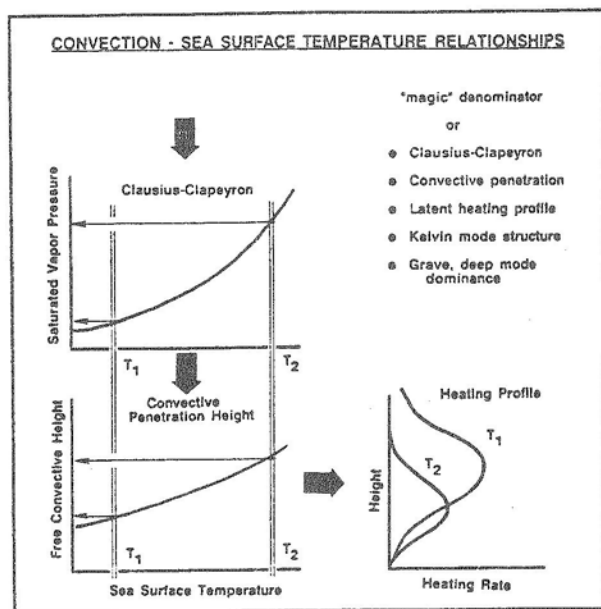 CONVECTION - SEA SURFACE TEMPERATURE RELATIONSHIPS
"magic" denominator
or
● Clausius-Clapeyron
● Convective penetration
● Latent heating profile
● Kelvin mode structure
● Grave, deep mode
dominance
Clausius-Clapeyron
Saturated Vapor Pressure
T1
T2
Convective
Penetration Height
Free Convective Height
T1
T2
Sea Surface Temperature
Heating Profile
T1
T2
Height
Heating Rate